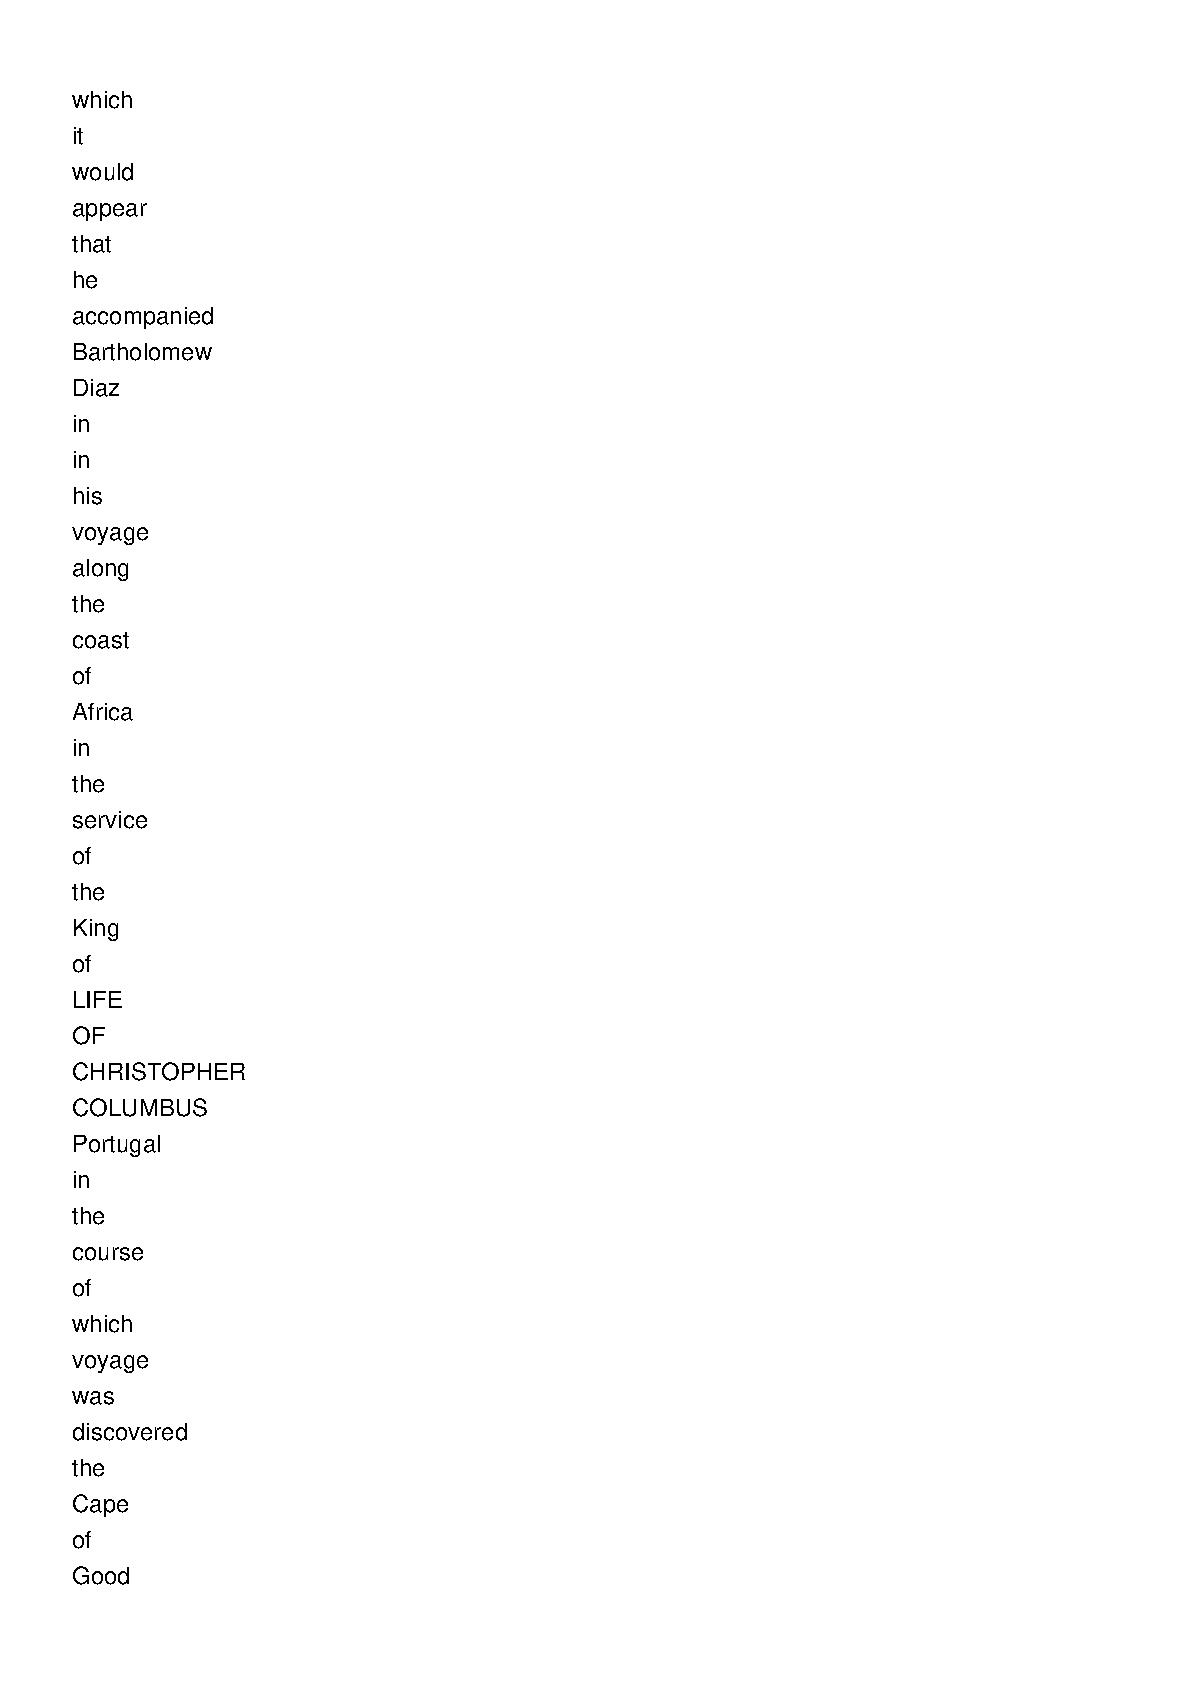 which
it
would
appear
that
he
accompanied
Bartholomew
Diaz
in
in
his
voyage
along
the
coast
of
Africa
in
the
service
of
the
King
of
LIFE
OF
CHRISTOPHER
COLUMBUS
Portugal
in
the
course
of
which
voyage
was
discovered
the
Cape
of
Good